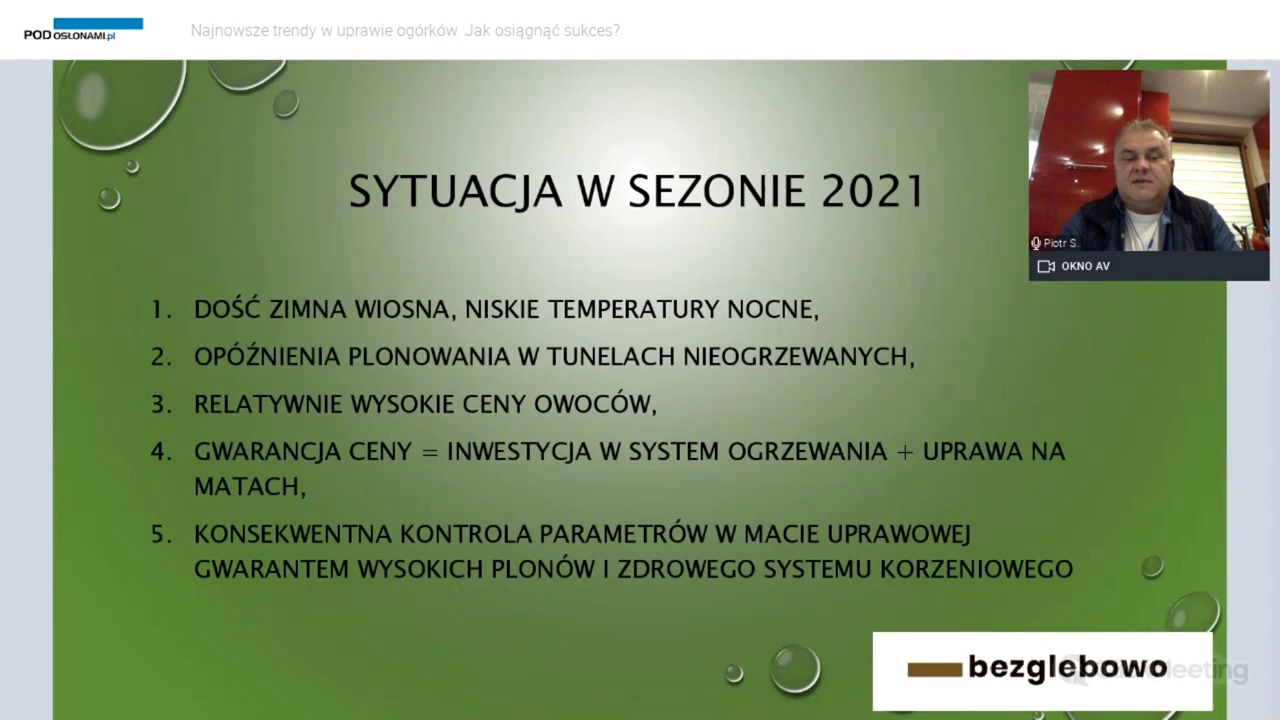 POD OSŁONAMI.pl
Najnowsze trendy w uprawie ogórków. Jak osiągnąć sukces?
SYTUACJA W SEZONIE 2021
Piotr S.
OKNO AV
1. DOŚĆ ZIMNA WIOSNA, NISKIE TEMPERATURY NOCNE,
2. OPÓŹNIENIA PLONOWANIA W TUNELACH NIEOGRZEWANYCH,
3. RELATYWNIE WYSOKIE CENY OWOCÓW,
4. GWARANCJA CENY = INWESTYCJA W SYSTEM OGRZEWANIA + UPRAWA NA
MATACH,
5. KONSEKWENTNA KONTROLA PARAMETRÓW W MACIE UPRAWOWEJ
GWARANTEM WYSOKICH PLONÓW I ZDROWEGO SYSTEMU KORZENIOWEGO
bezglebowo